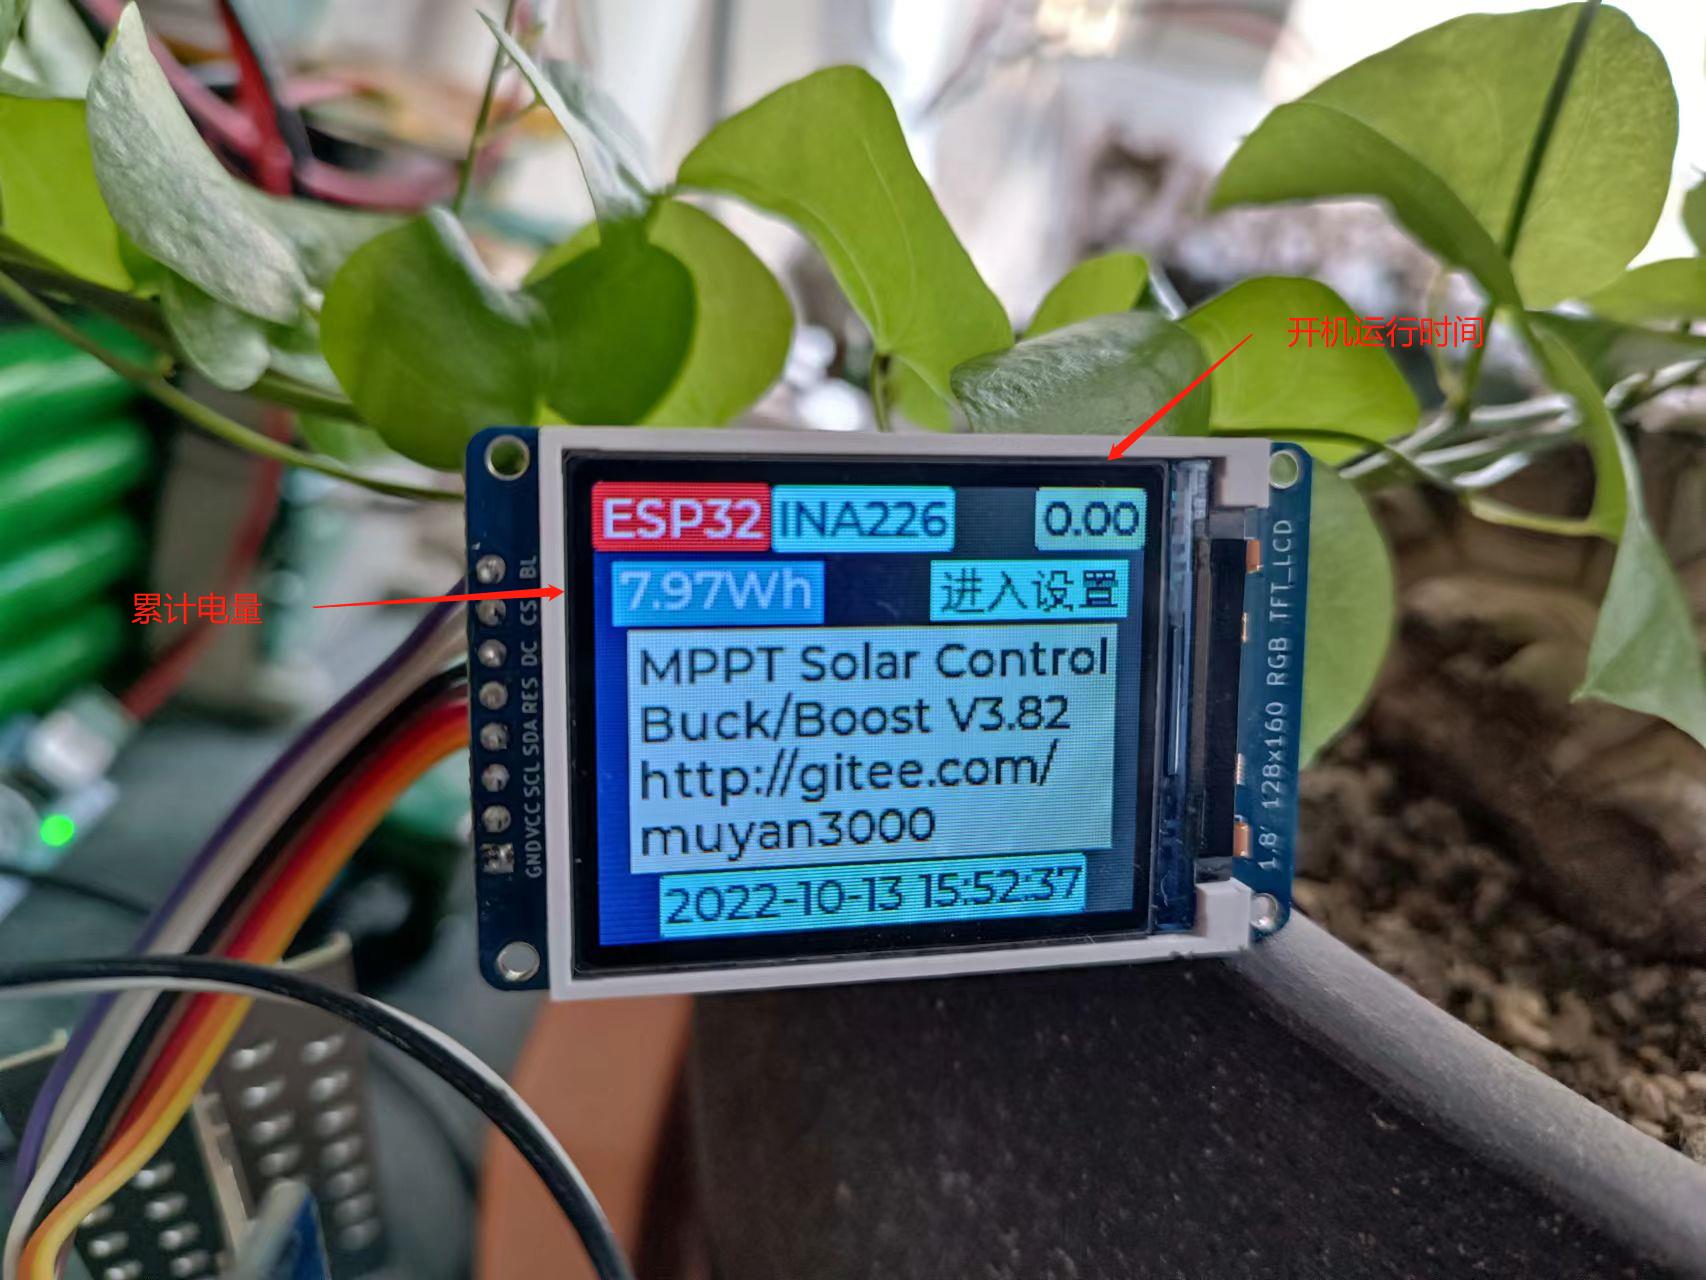 开机运行时间
ESP32 INA226 0.00
累计电量
7.97Wh 进入设置
MPPT Solar Control
Buck/Boost V3.82
http://gitee.com/
muyan3000
2022-10-13 15:52:37
BL
CS
DC
RES
SDA
SCL
VCC
GND
1.8' 128x160 RGB TFT_LCD